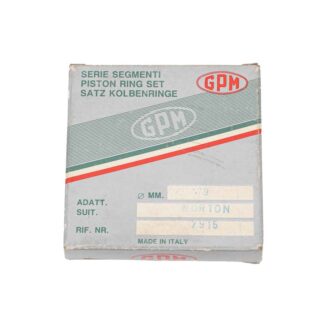 SERIE SEGMENTI
PISTON RING SET
SATZ KOLBENRINGE
GPM
GPM
Ø MM.
ADATT.
SUIT. NORTON
RIF. NR. 7915
MADE IN ITALY